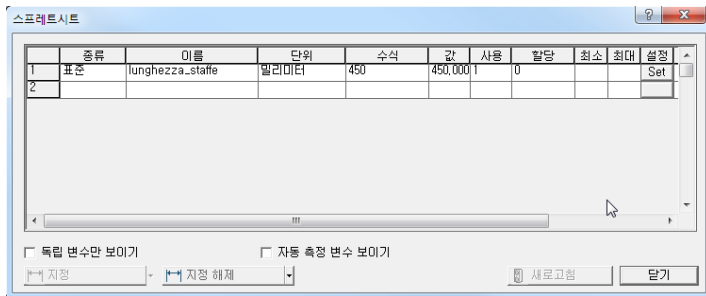 스프레트시트
종류 이름 단위 수식 값 사용 할당 최소 최대 설정
1 표준 lunghezza_staffe 밀리미터 450 450,000 1 0 Set
2
독립 변수만 보이기 자동 측정 변수 보이기
지정 지정 해제 새로고침 닫기